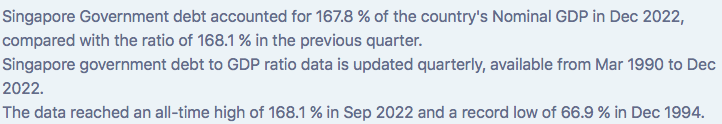 Singapore Government debt accounted for 167.8 % of the country's Nominal GDP in Dec 2022,
compared with the ratio of 168.1 % in the previous quarter.
Singapore government debt to GDP ratio data is updated quarterly, available from Mar 1990 to Dec
2022.
The data reached an all-time high of 168.1 % in Sep 2022 and a record low of 66.9 % in Dec 1994.